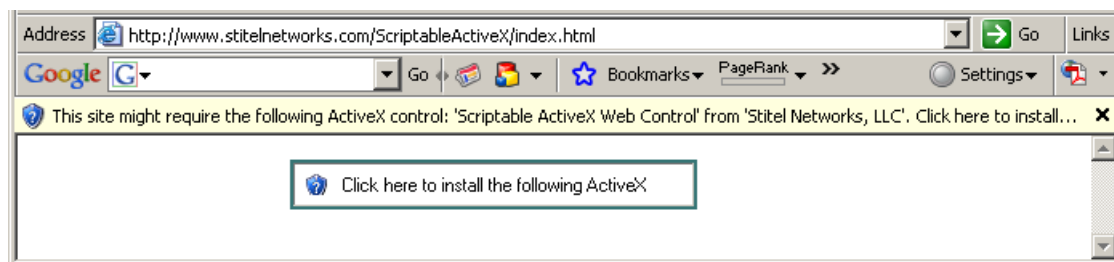 Address http://www.stitelnetworks.com/ScriptableActiveX/index.html Go Links
Google G Go Bookmarks PageRank Settings
This site might require the following ActiveX control: 'Scriptable ActiveX Web Control' from 'Stitel Networks, LLC'. Click here to install...
Click here to install the following ActiveX